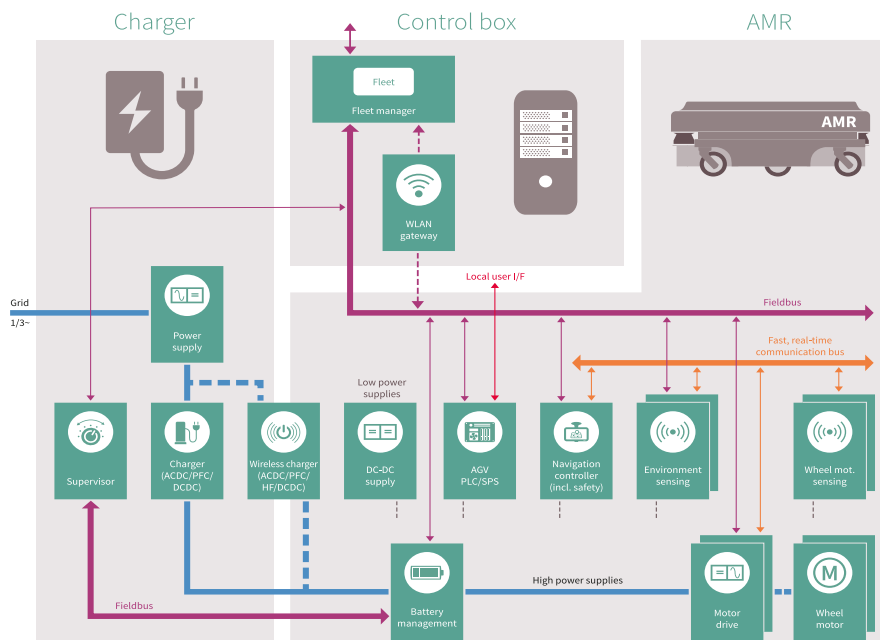 Charger
Control box
AMR
Fleet
Fleet manager
AMR
WLAN
gateway
Local user I/F
Grid
1/3~
Power
supply
Fieldbus
Fast, real-time
communication bus
Low power
supplies
Supervisor
Charger
(ACDC/PFC/
DCDC)
Wireless charger
(ACDC/PFC/
HF/DCDC)
DC-DC
supply
AGV
PLC/SPS
Navigation
controller
(incl. safety)
Environment
sensing
Wheel mot.
sensing
High power supplies
Fieldbus
Battery
management
Motor
drive
M
Wheel
motor